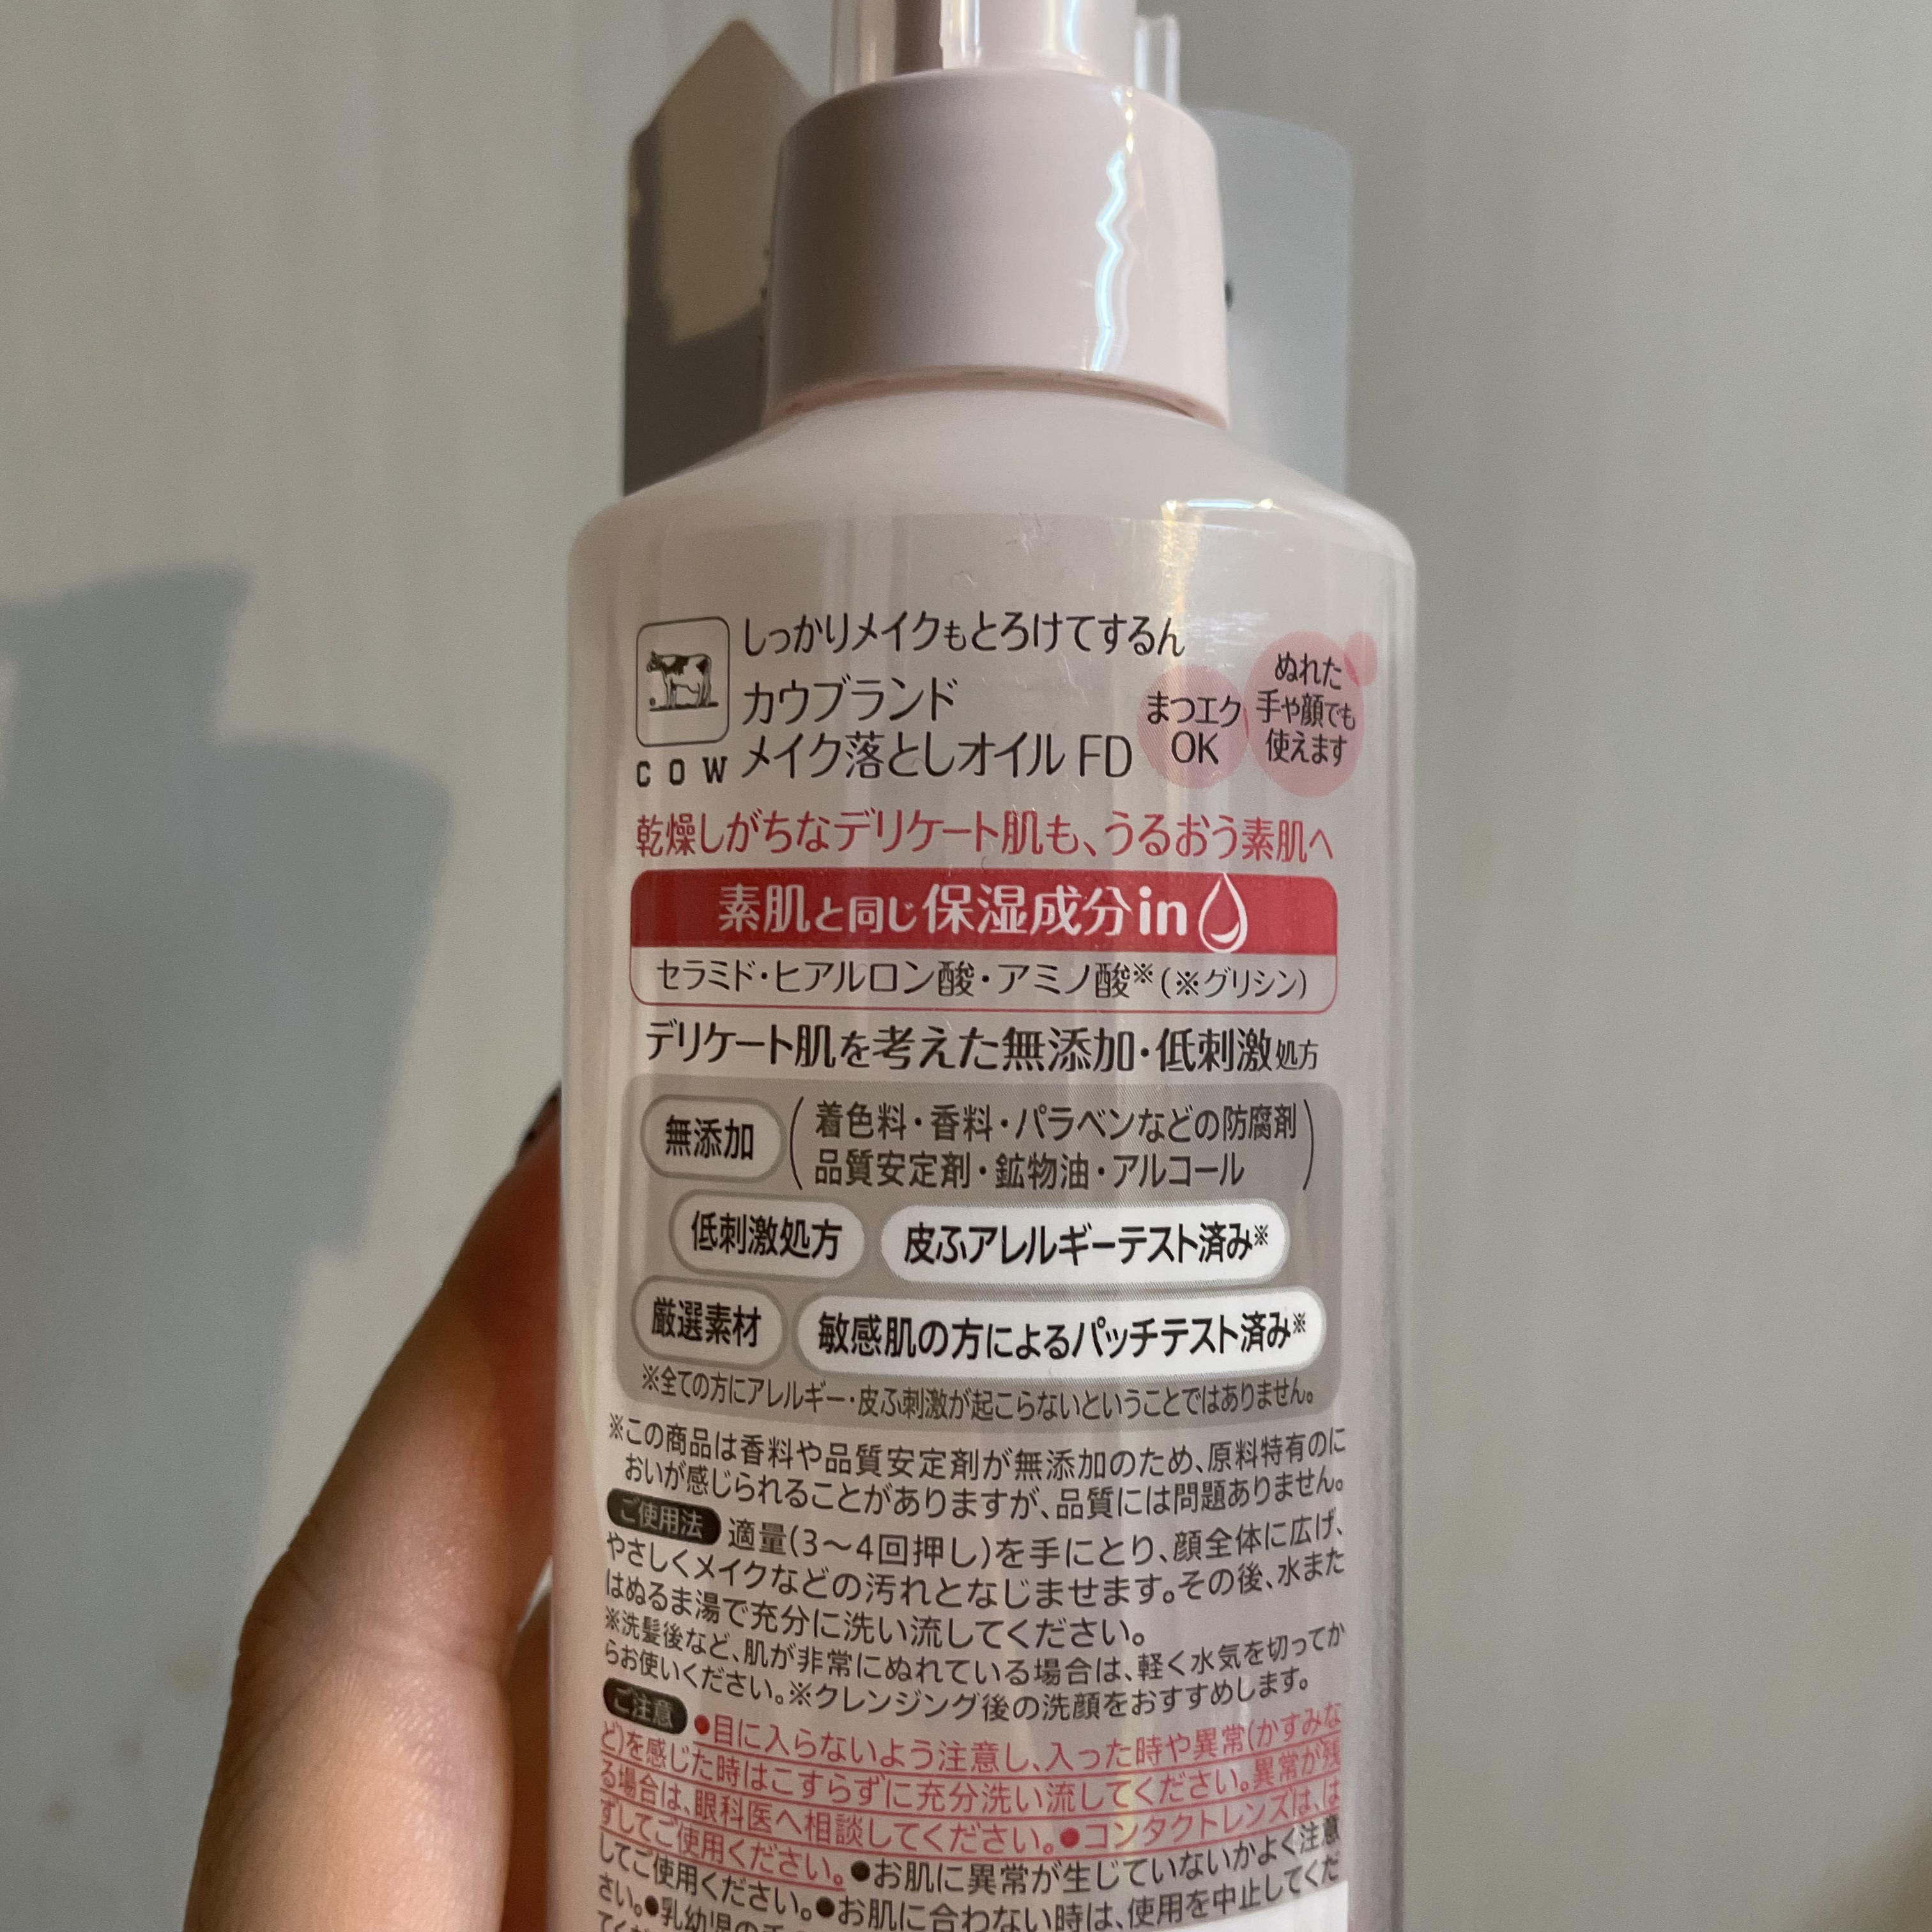 しっかりメイクもとろけてするん
カウブランド
メイク落としオイル FD
COW
まつエク
OK
ぬれた
手や顔でも
使えます
乾燥しがちなデリケート肌も、うるおう素肌へ
素肌と同じ保湿成分in
セラミド・ヒアルロン酸・アミノ酸※(※グリシン)
デリケート肌を考えた無添加・低刺激処方
無添加
着色料・香料・パラベンなどの防腐剤
品質安定剤・鉱物油・アルコール
低刺激処方 皮ふアレルギーテスト済み※
厳選素材 敏感肌の方によるパッチテスト済み※
※全ての方にアレルギー・皮ふ刺激が起こらないということではありません。
※この商品は香料や品質安定剤が無添加のため、原料特有のに
おいが感じられることがありますが、品質には問題ありません。
ご使用法 適量(3〜4回押し)を手にとり、顔全体に広げ、
やさしくメイクなどの汚れとなじませます。その後、水また
はぬるま湯で充分に洗い流してください。
※洗髪後など、肌が非常にぬれている場合は、軽く水気を切ってか
らお使いください。※クレンジング後の洗顔をおすすめします。
ご注意 ●目に入らないよう注意し、入った時や異常(かすみな
ど)を感じた時はこすらずに充分洗い流してください。異常が残
る場合は、眼科医へ相談してください。●コンタクトレンズは、は
ずしてご使用ください。●お肌に異常が生じていないかよく注意
してご使用ください。●お肌に合わない時は、使用を中止してくだ
さい。●乳幼児の手